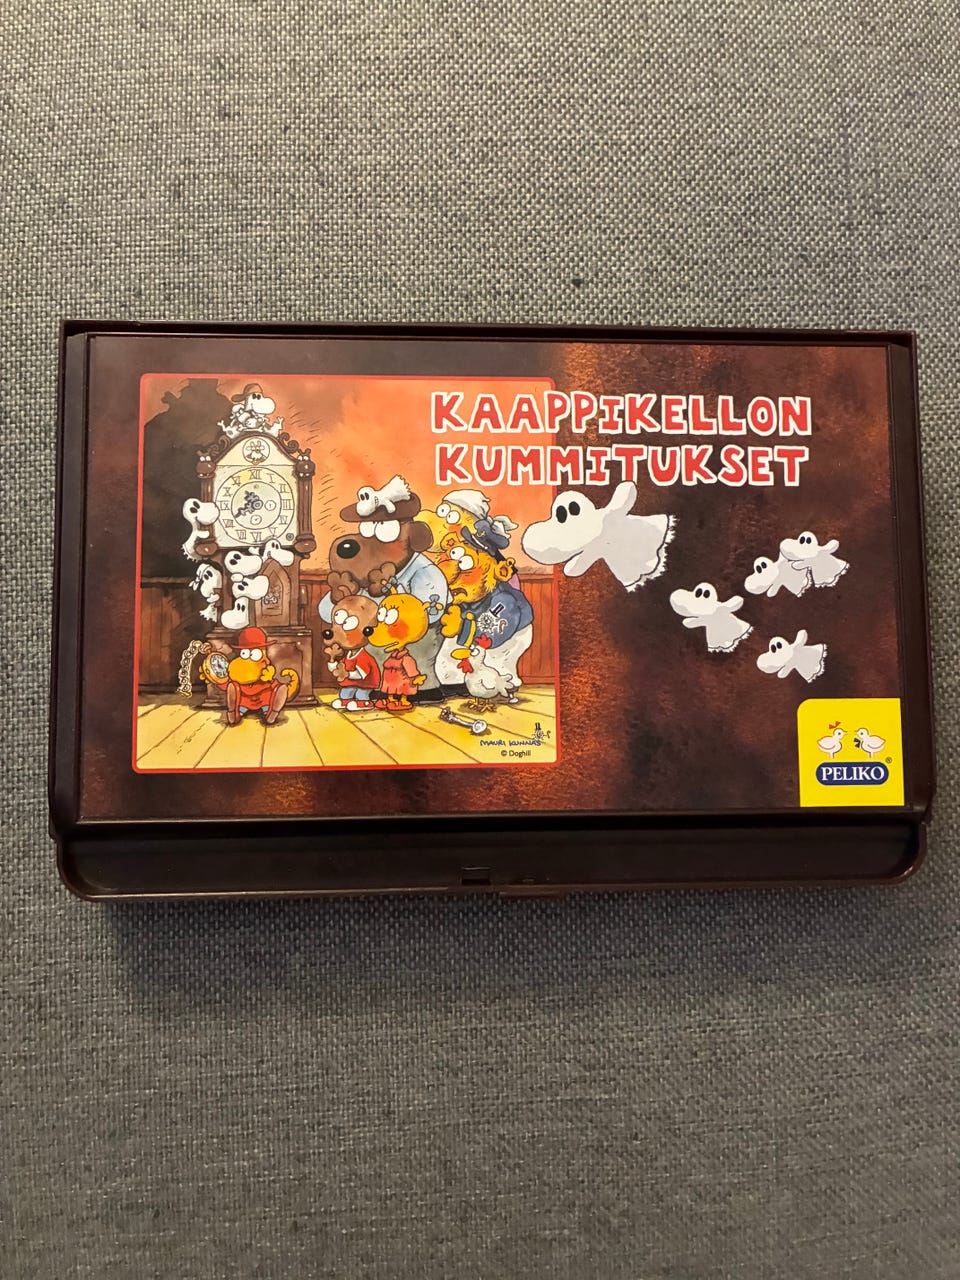 KAAPPIKELLON
KUMMITUKSET
MAURI KUNNAS
© Doghill
PELIKO®